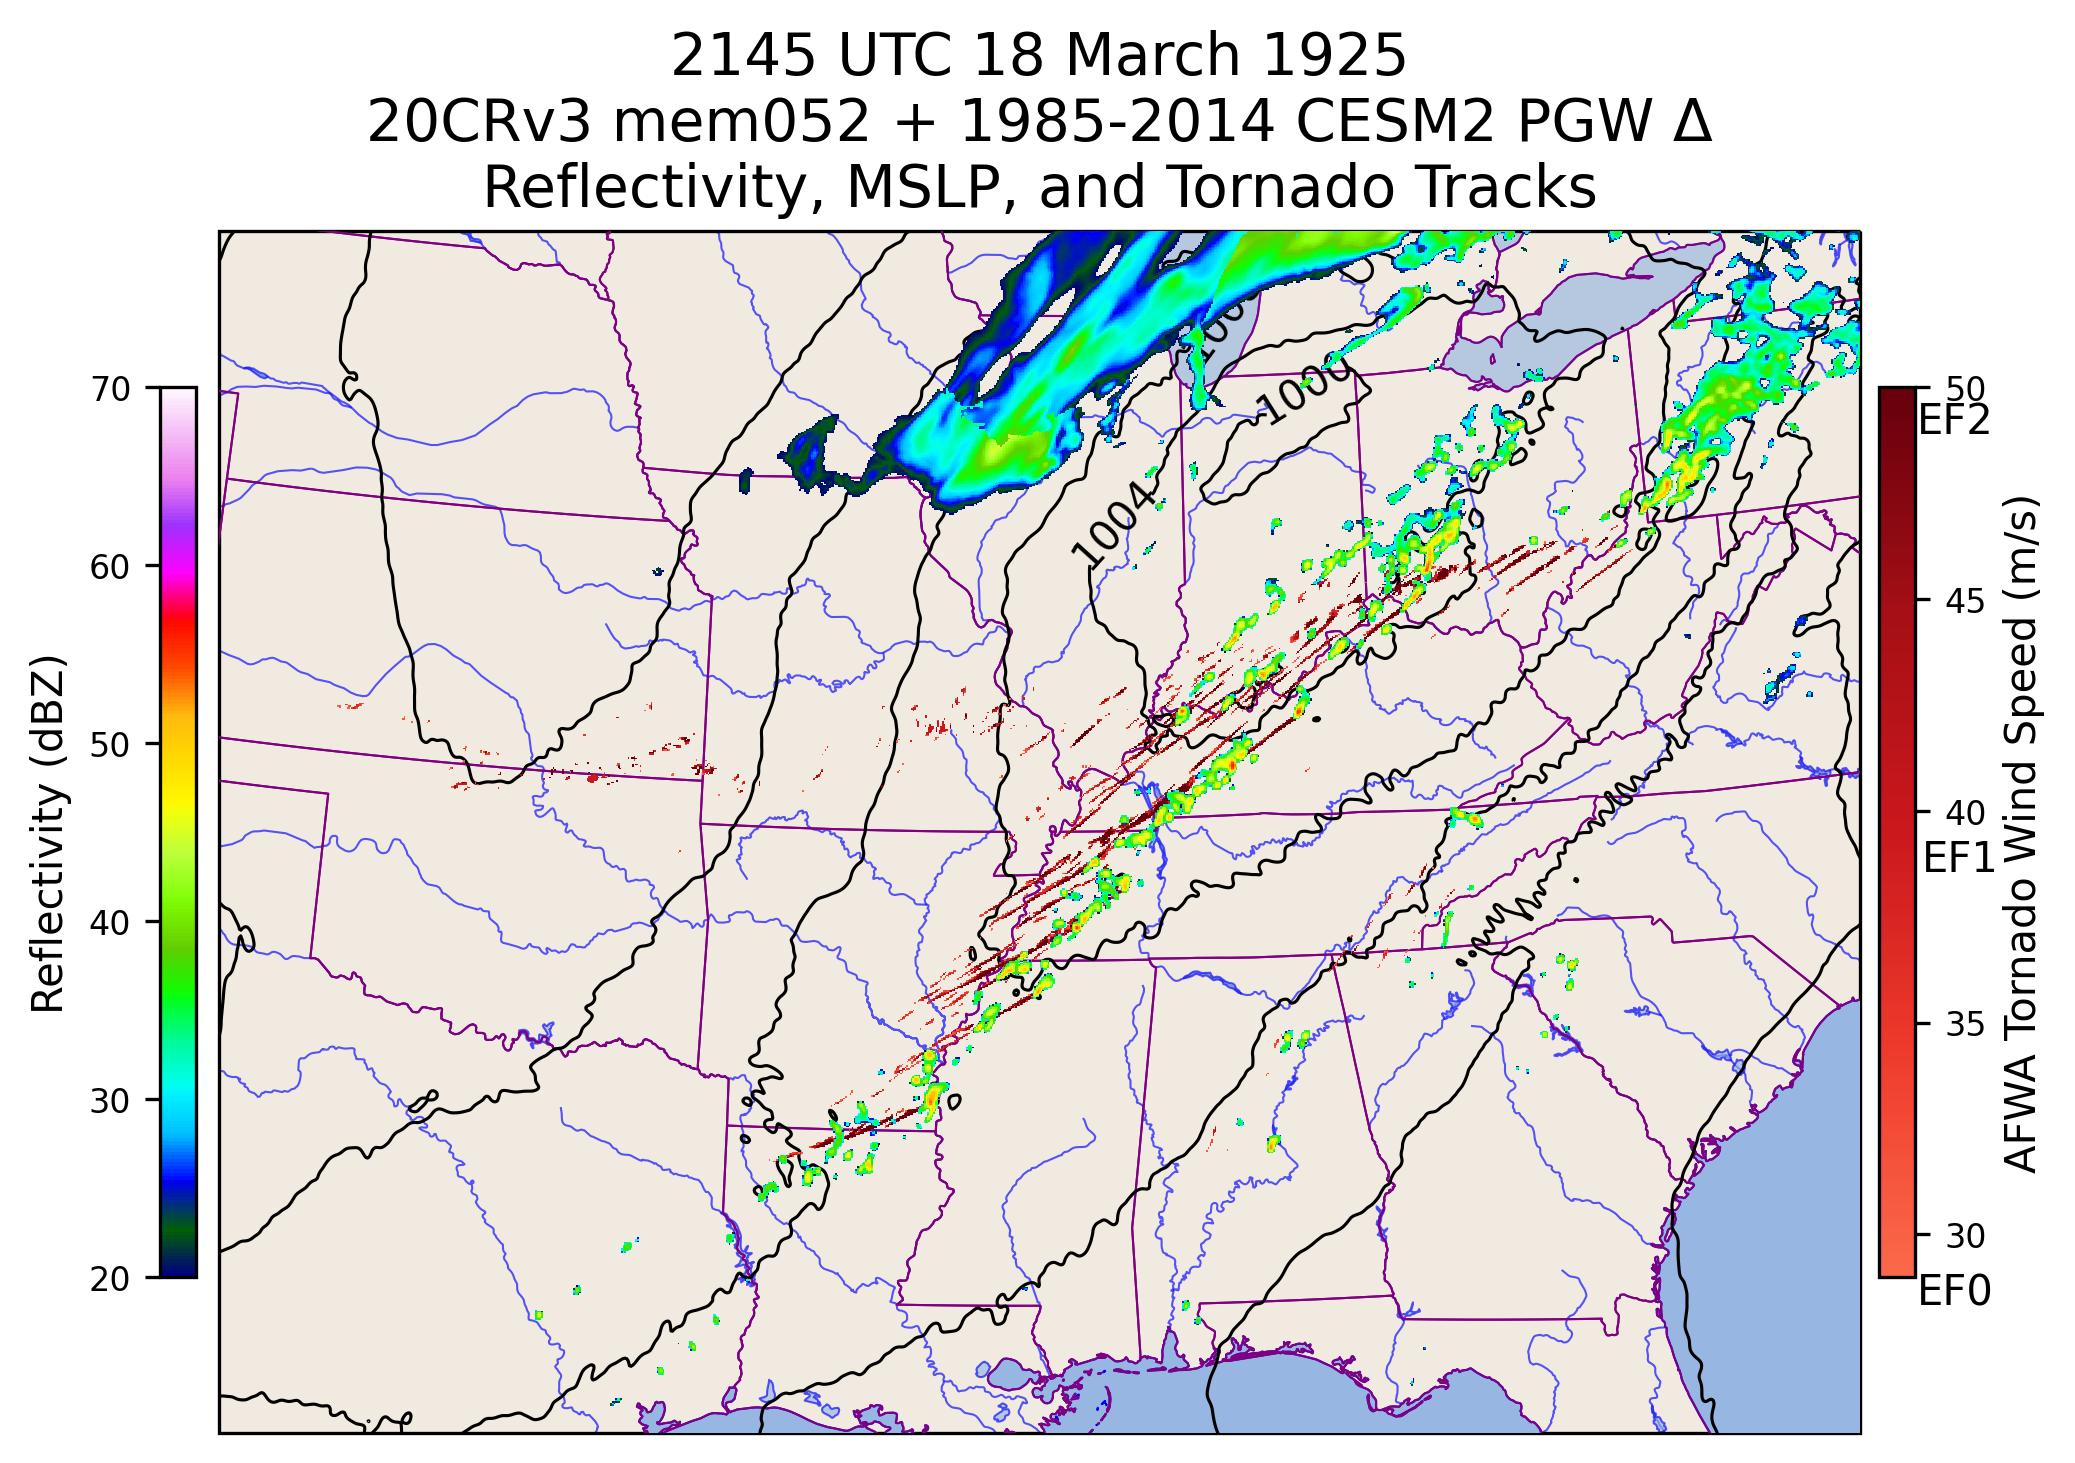 2145 UTC 18 March 1925
20CRv3 mem052 + 1985-2014 CESM2 PGW Δ
Reflectivity, MSLP, and Tornado Tracks
Reflectivity (dBZ)
70
60
50
40
30
20
1000
1004
50
EF2
45
40
EF1
35
30
EF0
AFWA Tornado Wind Speed (m/s)